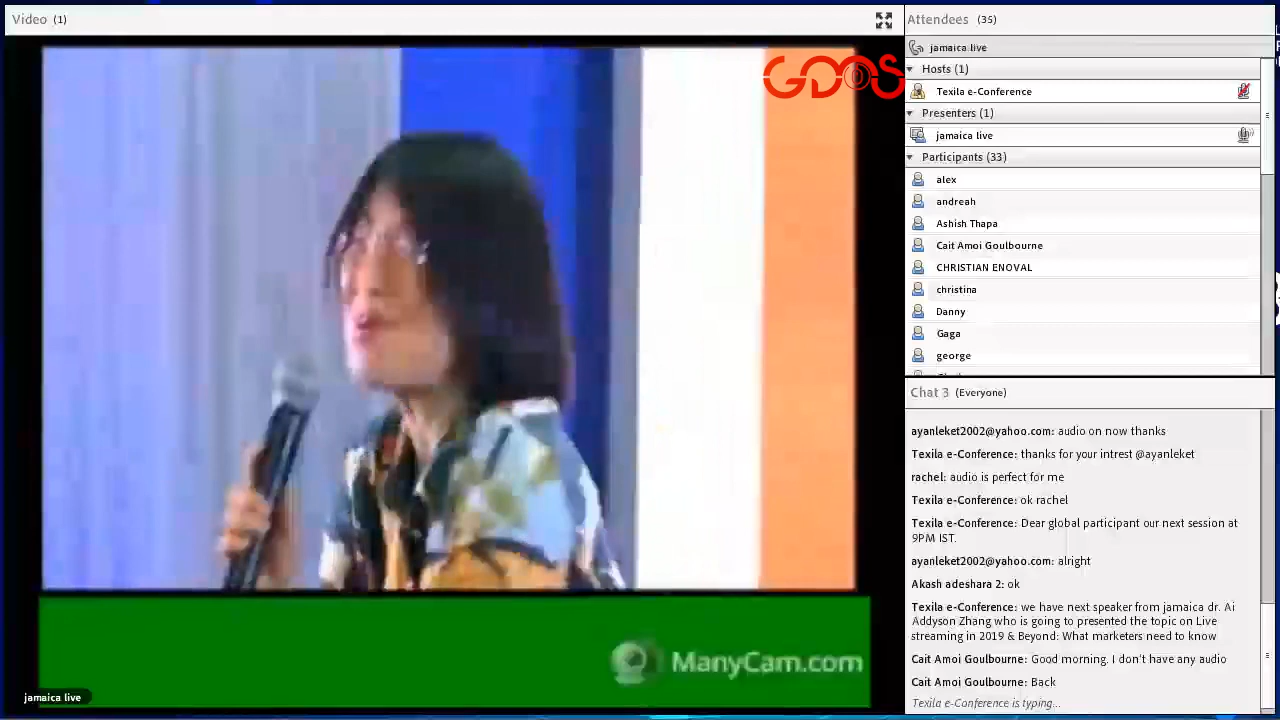 Video (1)
GDODS
ManyCam.com
jamaica live
Attendees (35)
jamaica live
Hosts (1)
Texila e-Conference
Presenters (1)
jamaica live
Participants (33)
alex
andreah
Ashish Thapa
Cait Amoi Goulbourne
CHRISTIAN ENOVAL
christina
Danny
Gaga
george
Chat 3 (Everyone)
ayanleket2002@yahoo.com: audio on now thanks
Texila e-Conference: thanks for your intrest @ayanleket
rachel: audio is perfect for me
Texila e-Conference: ok rachel
Texila e-Conference: Dear global participant our next session at
9PM IST.
ayanleket2002@yahoo.com: alright
Akash adeshara 2: ok
Texila e-Conference: we have next speaker from jamaica dr. Ai
Addyson Zhang who is going to presented the topic on Live
streaming in 2019 & Beyond: What marketers need to know
Cait Amoi Goulbourne: Good morning. I don't have any audio
Cait Amoi Goulbourne: Back
Texila e-Conference is typing...